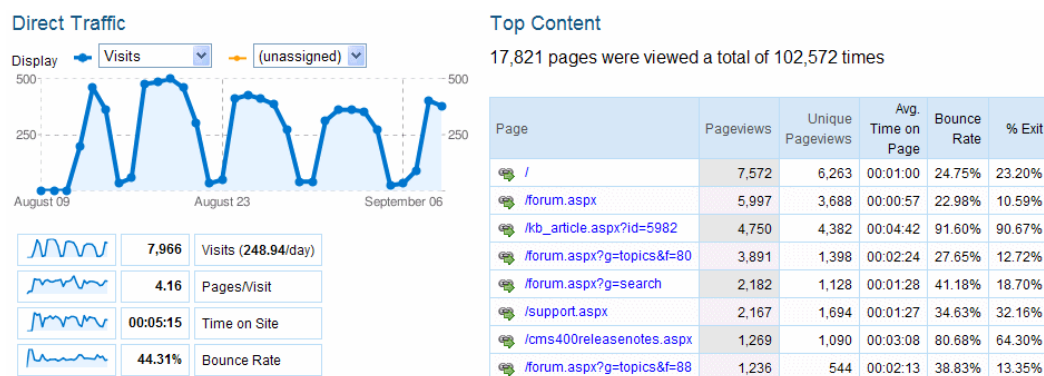 Direct Traffic
Display Visits (unassigned)
500 500
250 250
August 09 August 23 September 06
7,966 Visits (248.94/day)
4.16 Pages/Visit
00:05:15 Time on Site
44.31% Bounce Rate
Top Content
17,821 pages were viewed a total of 102,572 times
Page Pageviews Unique Pageviews Avg. Time on Page Bounce Rate % Exit
/ 7,572 6,263 00:01:00 24.75% 23.20%
/forum.aspx 5,997 3,688 00:00:57 22.98% 10.59%
/kb_article.aspx?id=5982 4,750 4,382 00:04:42 91.60% 90.67%
/forum.aspx?g=topics&f=80 3,891 1,398 00:02:24 27.65% 12.72%
/forum.aspx?g=search 2,182 1,128 00:01:28 41.18% 18.70%
/support.aspx 2,167 1,694 00:01:27 34.63% 32.16%
/cms400releasenotes.aspx 1,269 1,090 00:03:08 80.68% 64.30%
/forum.aspx?g=topics&f=88 1,236 544 00:02:13 38.83% 13.35%